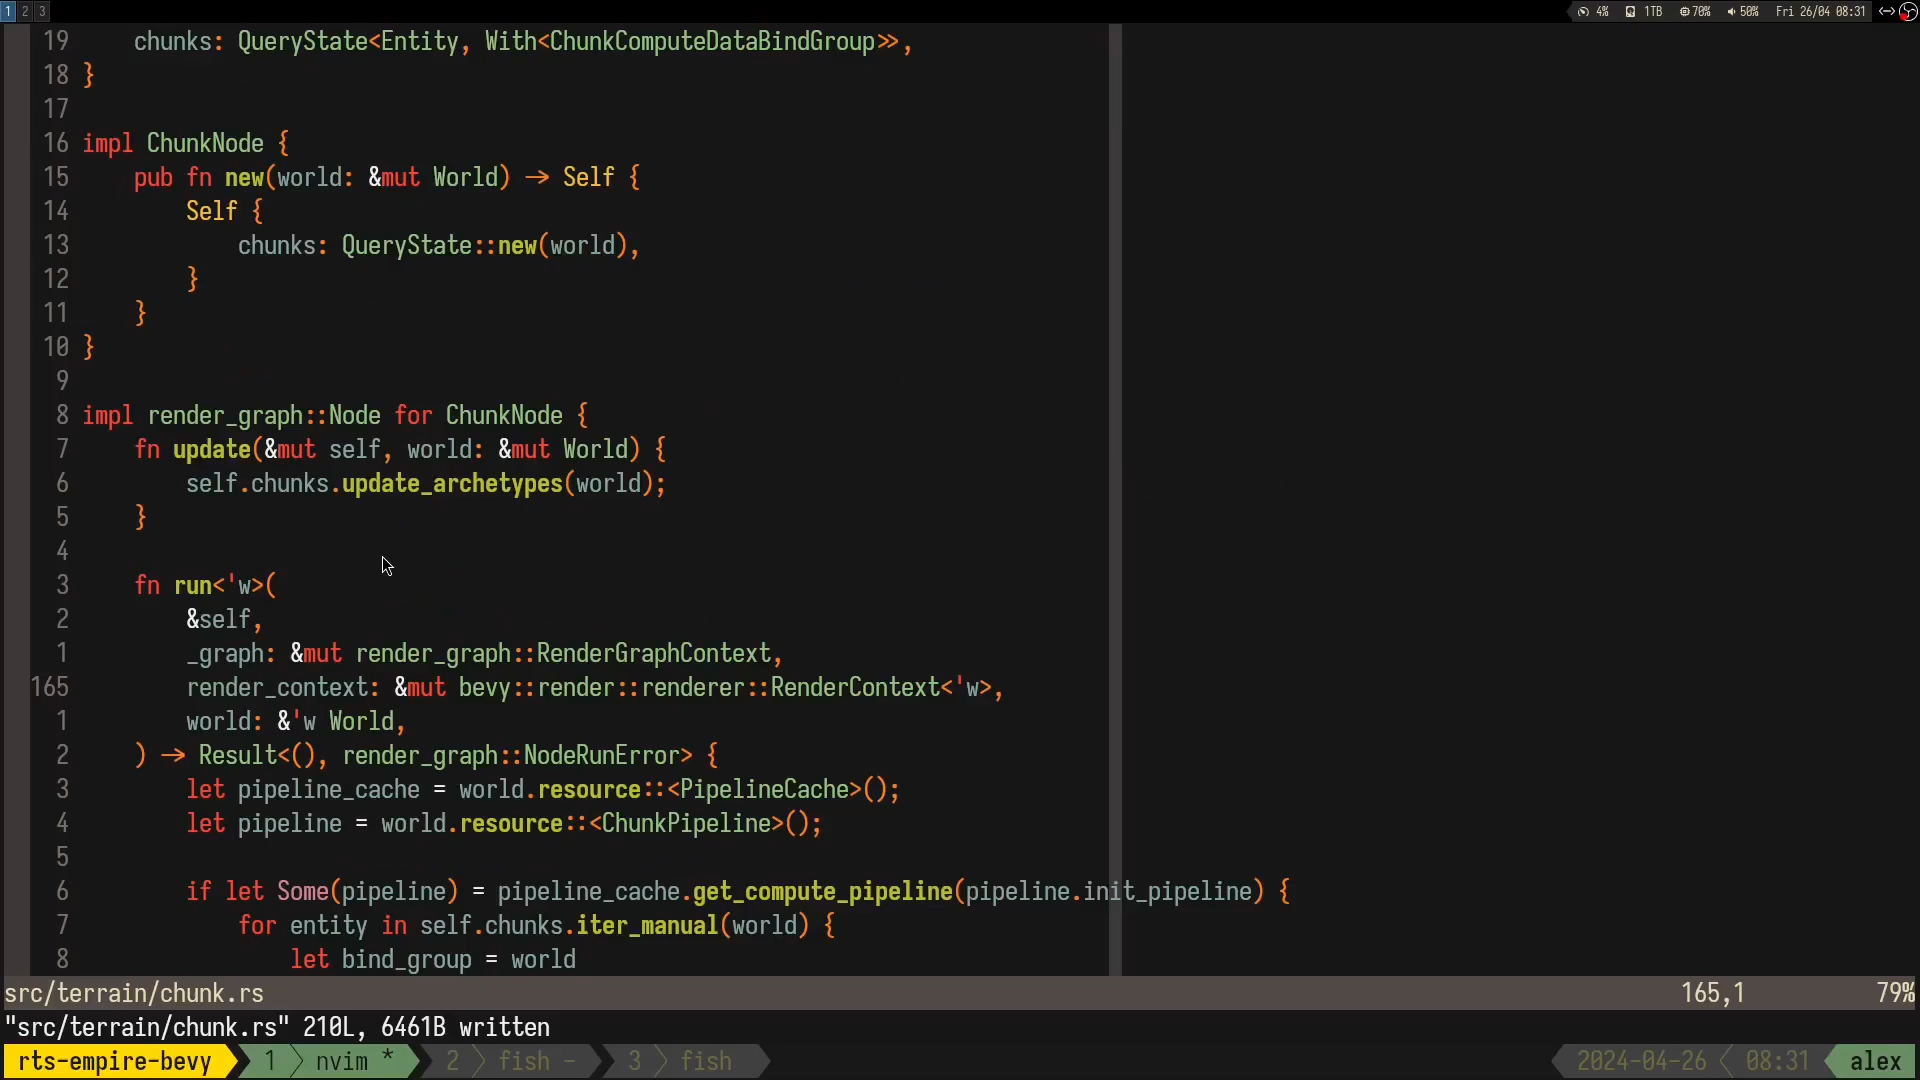 1 2 3 4% 1TB 70% 50% Fri 26/04 08:31
19 chunks: QueryState<Entity, With<ChunkComputeDataBindGroup>>,
18 }
17
16 impl ChunkNode {
15 pub fn new(world: &mut World) -> Self {
14 Self {
13 chunks: QueryState::new(world),
12 }
11 }
10 }
9
8 impl render_graph::Node for ChunkNode {
7 fn update(&mut self, world: &mut World) {
6 self.chunks.update_archetypes(world);
5 }
4
3 fn run<'w>(
2 &self,
1 _graph: &mut render_graph::RenderGraphContext,
165 render_context: &mut bevy::render::renderer::RenderContext<'w>,
1 world: &'w World,
2 ) -> Result<(), render_graph::NodeRunError> {
3 let pipeline_cache = world.resource::<PipelineCache>();
4 let pipeline = world.resource::<ChunkPipeline>();
5
6 if let Some(pipeline) = pipeline_cache.get_compute_pipeline(pipeline.init_pipeline) {
7 for entity in self.chunks.iter_manual(world) {
8 let bind_group = world
src/terrain/chunk.rs 165,1 79%
"src/terrain/chunk.rs" 210L, 6461B written
rts-empire-bevy 1 nvim * 2 fish - 3 fish 2024-04-26 08:31 alex